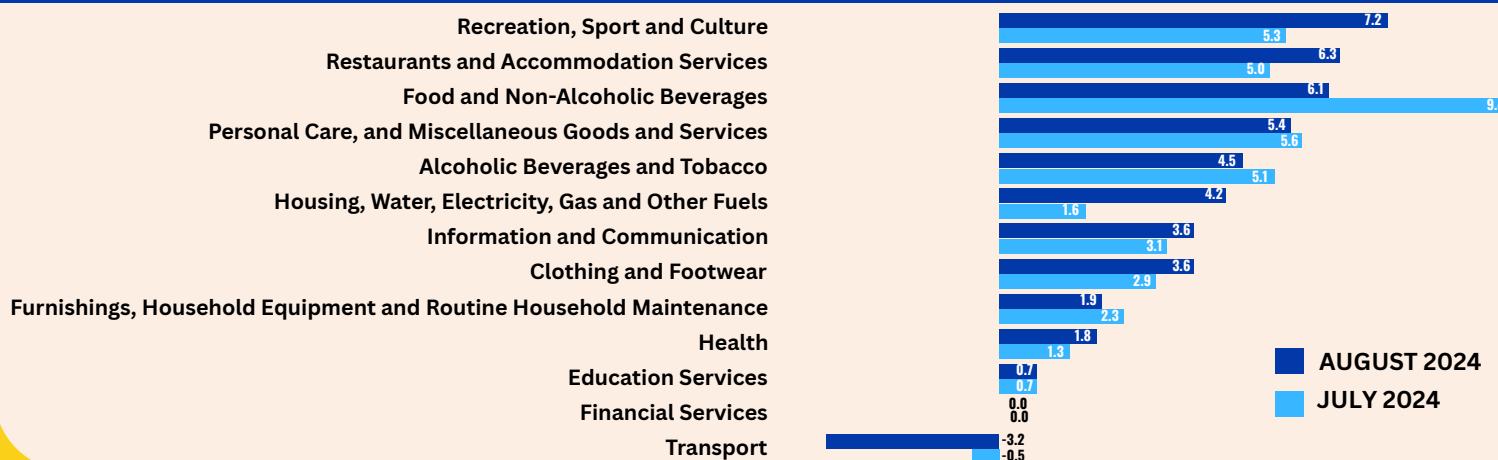 Recreation, Sport and Culture 7.2
5.3
Restaurants and Accommodation Services 6.3
5.0
Food and Non-Alcoholic Beverages 6.1
9.
Personal Care, and Miscellaneous Goods and Services 5.4
5.6
Alcoholic Beverages and Tobacco 4.5
5.1
Housing, Water, Electricity, Gas and Other Fuels 4.2
1.6
Information and Communication 3.6
3.1
Clothing and Footwear 3.6
2.9
Furnishings, Household Equipment and Routine Household Maintenance 1.9
2.3
Health 1.8
1.3
Education Services 0.7
0.7
Financial Services 0.0
0.0
Transport -3.2
-0.5
AUGUST 2024
JULY 2024